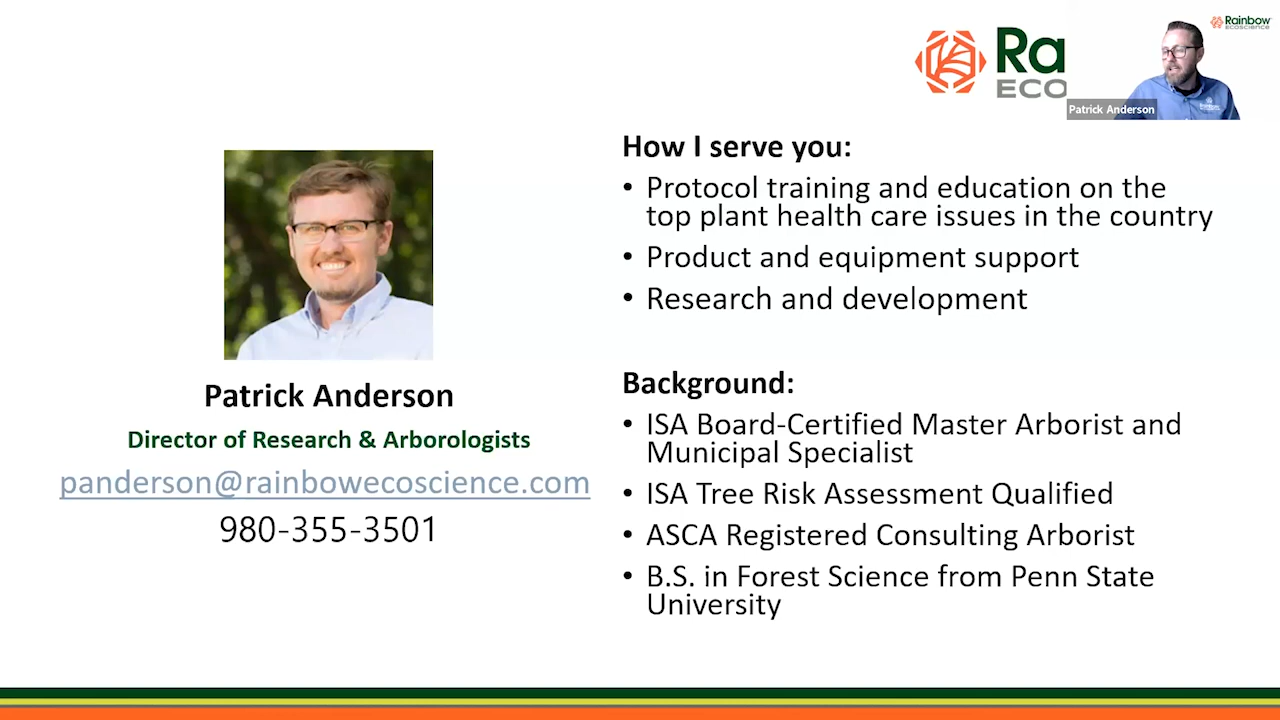 Ra
ECO
Rainbow
ecoscience
Patrick Anderson
How I serve you:
• Protocol training and education on the
top plant health care issues in the country
• Product and equipment support
• Research and development
Patrick Anderson
Director of Research & Arborologists
panderson@rainbowecoscience.com
980-355-3501
Background:
• ISA Board-Certified Master Arborist and
Municipal Specialist
• ISA Tree Risk Assessment Qualified
• ASCA Registered Consulting Arborist
• B.S. in Forest Science from Penn State
University